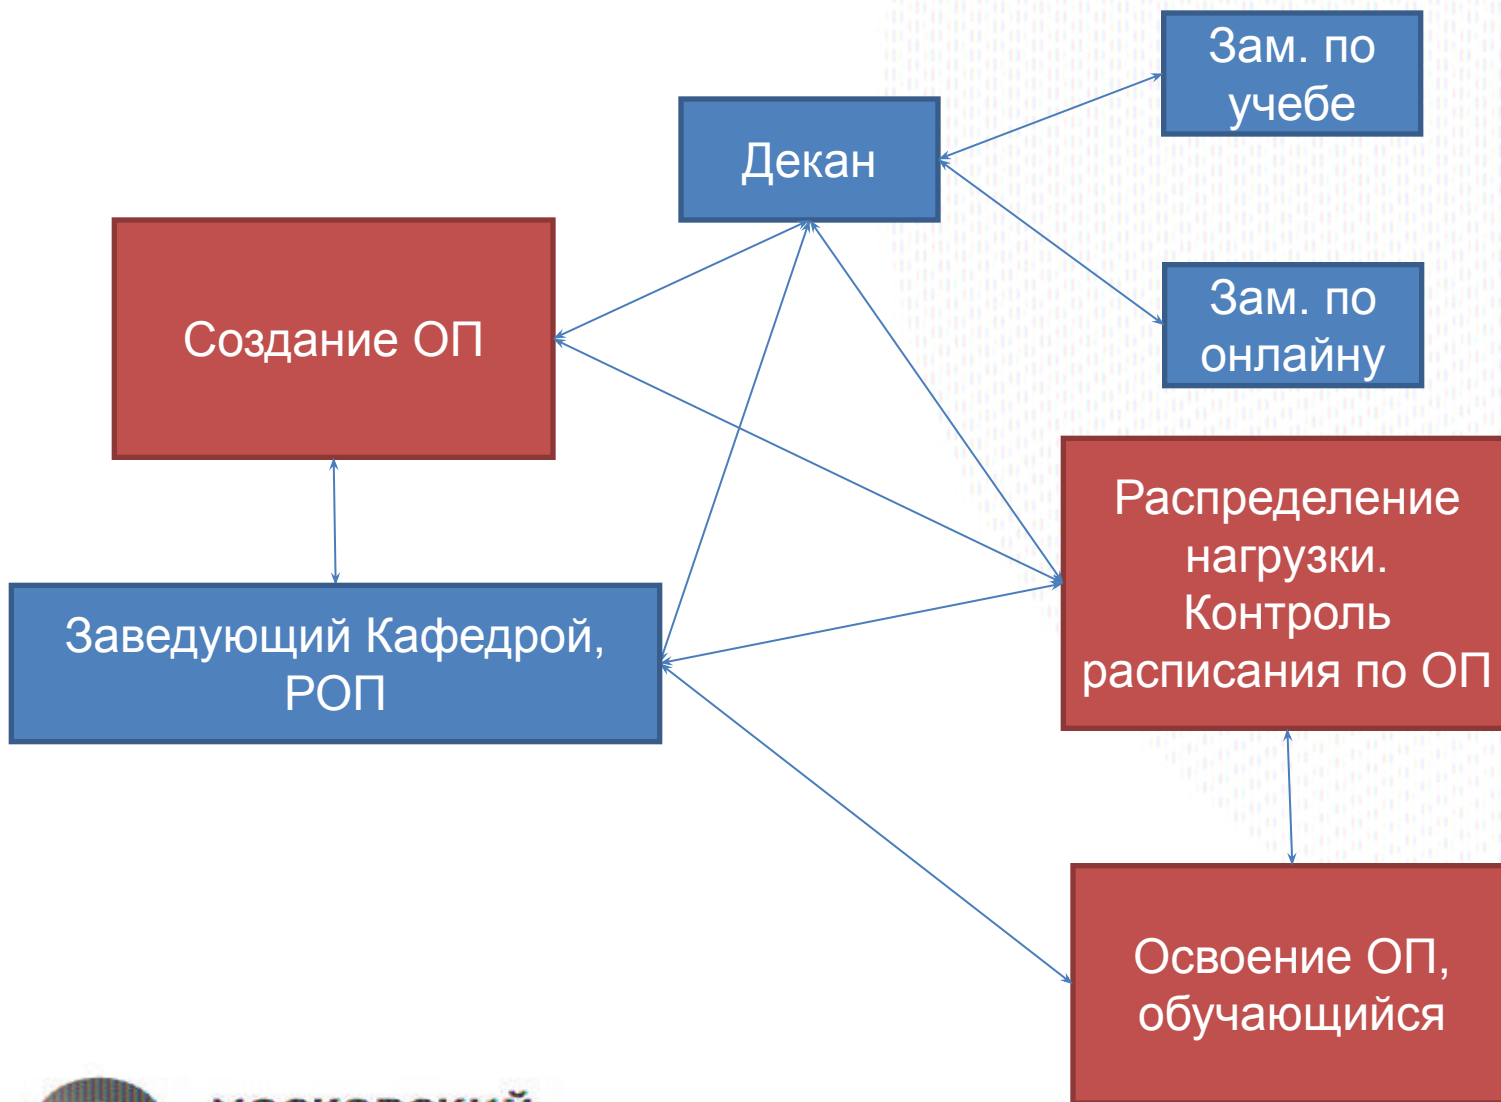 Зам. по
учебе
Декан
Создание ОП
Зам. по
онлайну
Распределение
нагрузки.
Контроль
расписания по ОП
Заведующий Кафедрой,
РОП
Освоение ОП,
обучающийся
московский